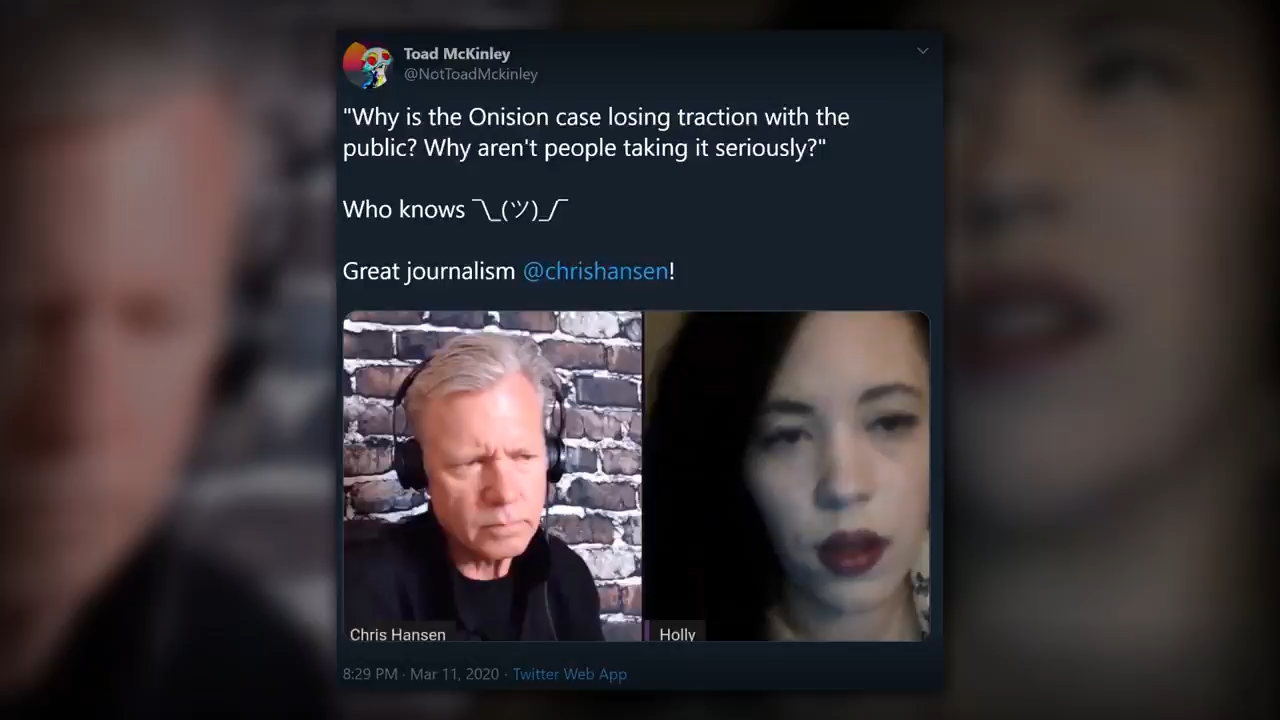 Toad McKinley
@NotToadMckinley
"Why is the Onision case losing traction with the
public? Why aren't people taking it seriously?"
Who knows ¯\_(ツ)_/¯
Great journalism @chrishansen!
Chris Hansen
Holly
8:29 PM · Mar 11, 2020 · Twitter Web App